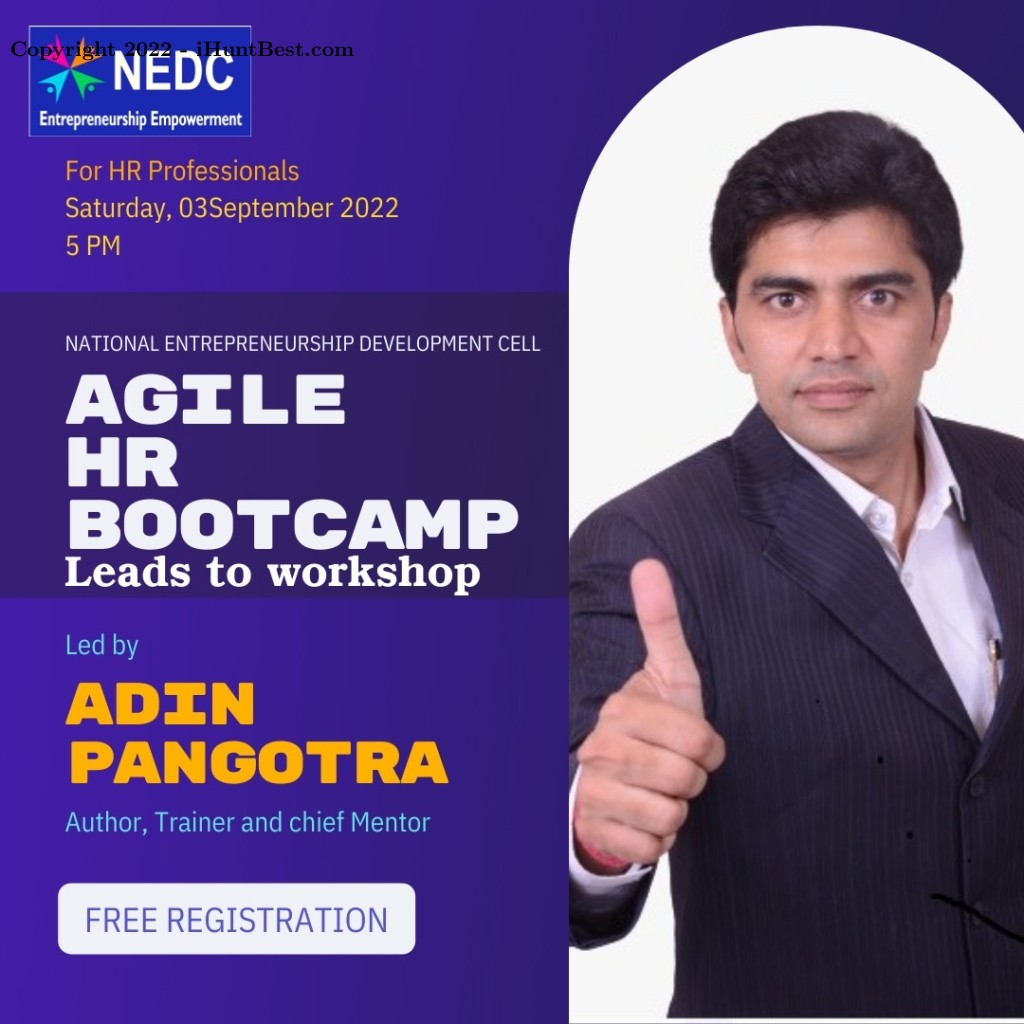 Copyright 2022 - iHuntBest.com
NEDC
Entrepreneurship Empowerment
For HR Professionals
Saturday, 03September 2022
5 PM
NATIONAL ENTREPRENEURSHIP DEVELOPMENT CELL
AGILE
HR
BOOTCAMP
Leads to workshop
Led by
ADIN
PANGOTRA
Author, Trainer and chief Mentor
FREE REGISTRATION